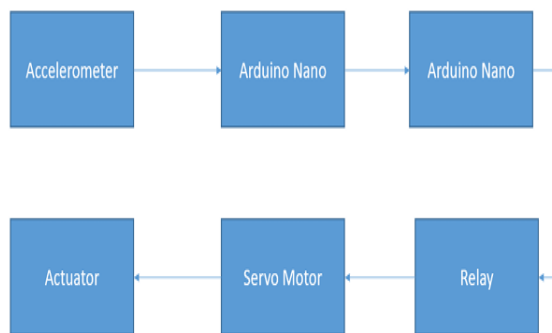 Accelerometer
Arduino Nano
Arduino Nano
Actuator
Servo Motor
Relay